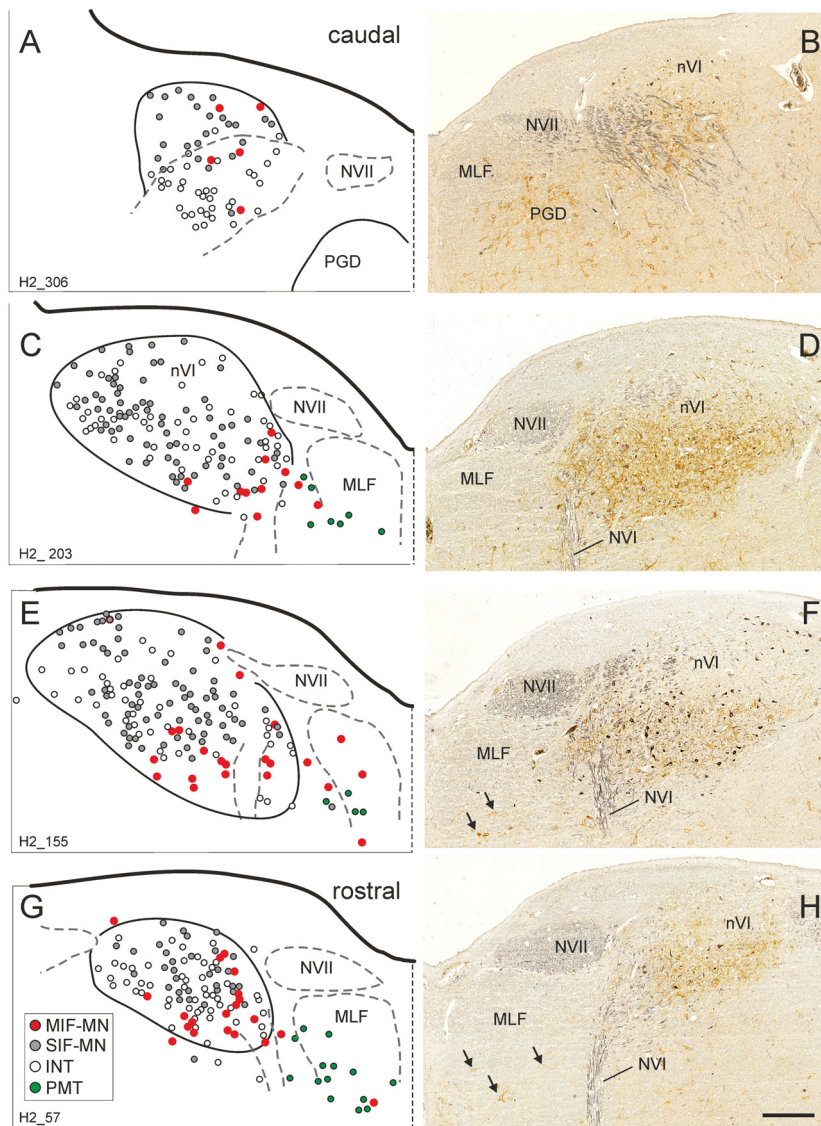 A
caudal
NVII
PGD
H2_306
B
nVI
NVII
MLF
PGD
C
nVI
NVII
MLF
H2_203
D
nVI
NVII
MLF
NVI
E
NVII
H2_155
F
nVI
NVII
MLF
NVI
G
rostral
NVII
MLF
MIF-MN
SIF-MN
INT
PMT
H2_57
H
nVI
NVII
MLF
NVI